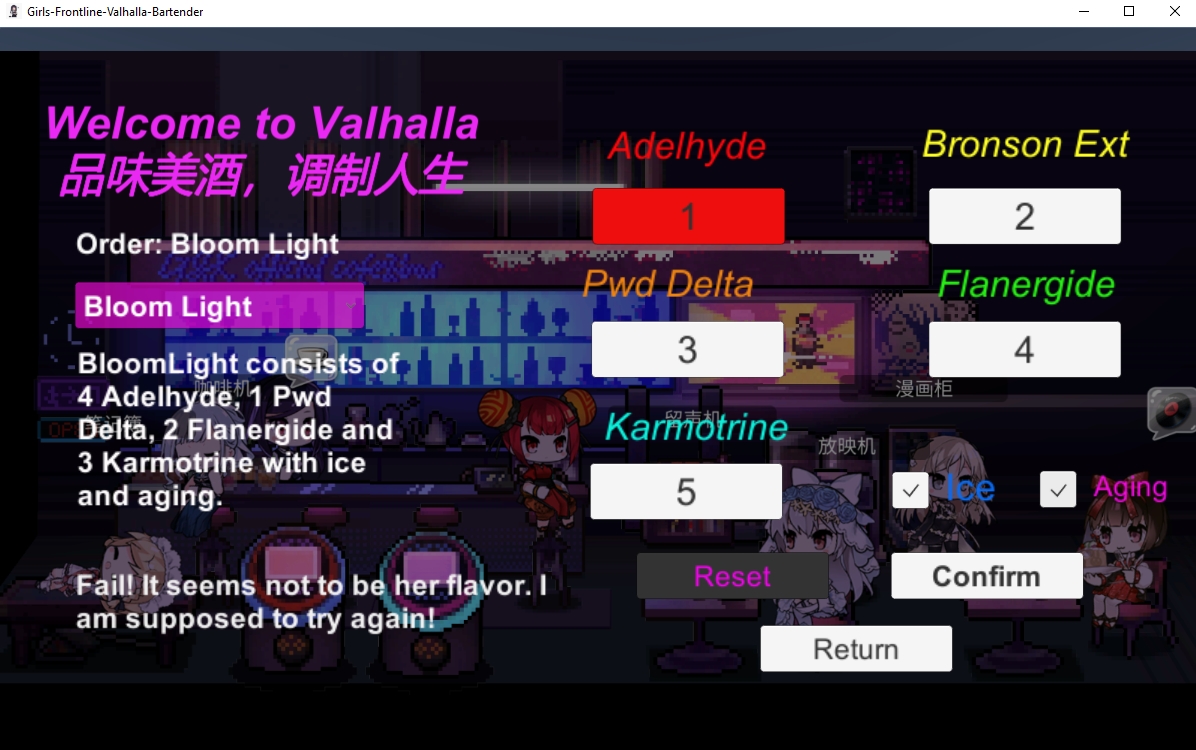 Girls-Frontline-Valhalla-Bartender
Welcome to Valhalla
品味美酒，调制人生
Order: Bloom Light
Bloom Light
BloomLight consists of
4 Adelhyde, 1 Pwd
Delta, 2 Flanergide and
3 Karmotrine with ice
and aging.
Fail! It seems not to be her flavor. I
am supposed to try again!
Adelhyde
1
Bronson Ext
2
Pwd Delta
3
Flanergide
4
Karmotrine
5
Ice
Aging
Reset
Confirm
Return
咖啡机
留声机
放映机
漫画柜